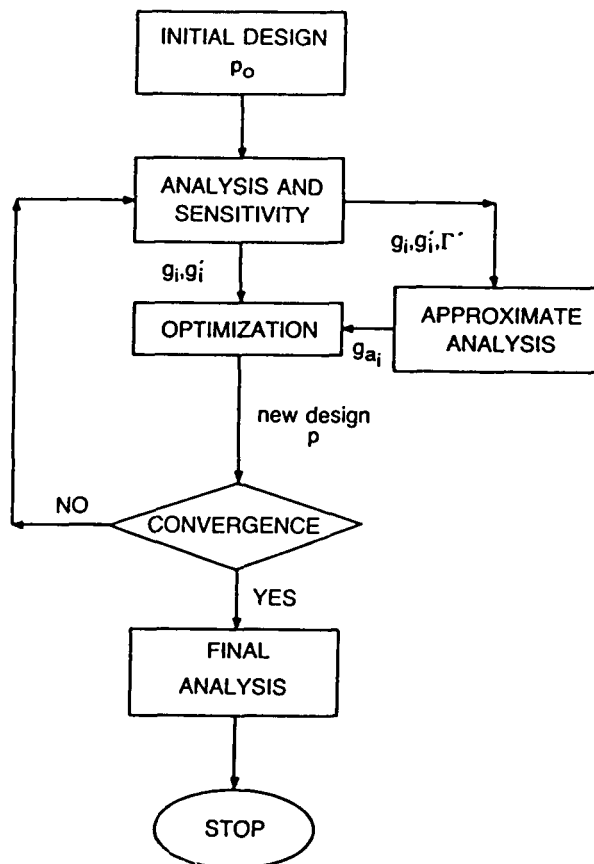 INITIAL DESIGN
p₀
ANALYSIS AND
SENSITIVITY
gᵢ,gᵢ′
gᵢ,gᵢ′,Γ′
OPTIMIZATION
APPROXIMATE
ANALYSIS
gₐᵢ
new design
p
NO
CONVERGENCE
YES
FINAL
ANALYSIS
STOP